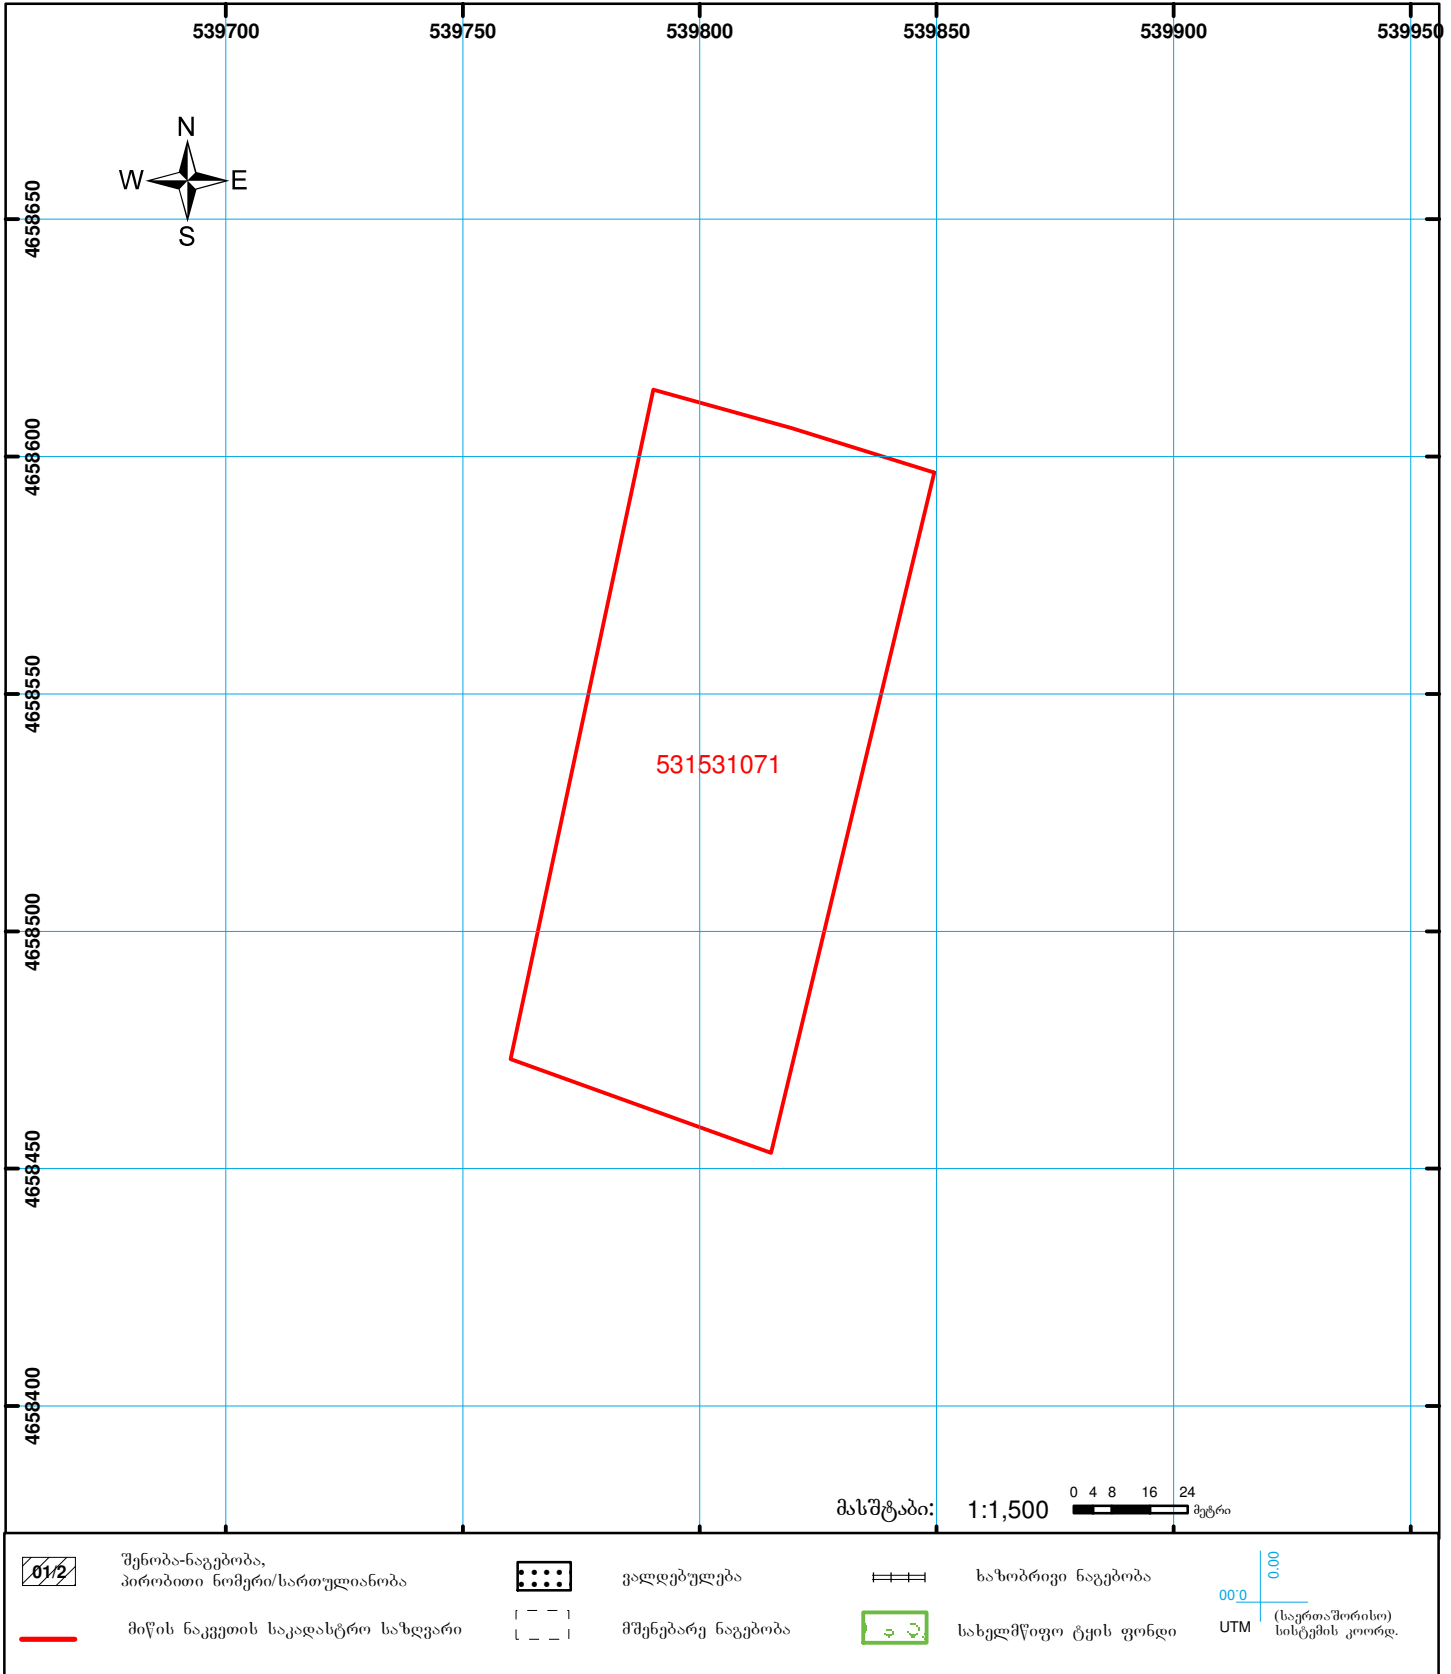 539700 539750 539800 539850 539900 539950
N
W E
S
4658650
4658600
4658550
4658500
4658450
4658400
531531071
მასშტაბი: 1:1,500
0 4 8 16 24
მეტრი
01/2
შენობა-ნაგებობა,
პირობითი ნომერი/სართულიანობა
ვალდებულება
ხაზობრივი ნაგებობა
0.00
0.00
მიწის ნაკვეთის საკადასტრო საზღვარი
მშენებარე ნაგებობა
სახელმწიფო ტყის ფონდი
UTM
(საერთაშორისო)
სისტემის კოორდ.